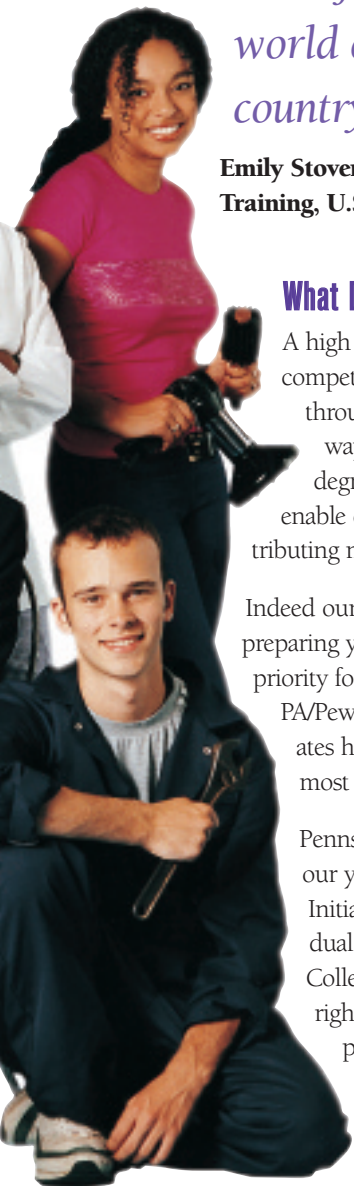 world
country
Emily Stover
Training, U.S
What
A high
compet
throu
way
degr
enable
tributing
Indeed our
preparing y
priority fo
PA/Pew
ates h
most
Penns
our y
Initia
dual
Colle
righ
p